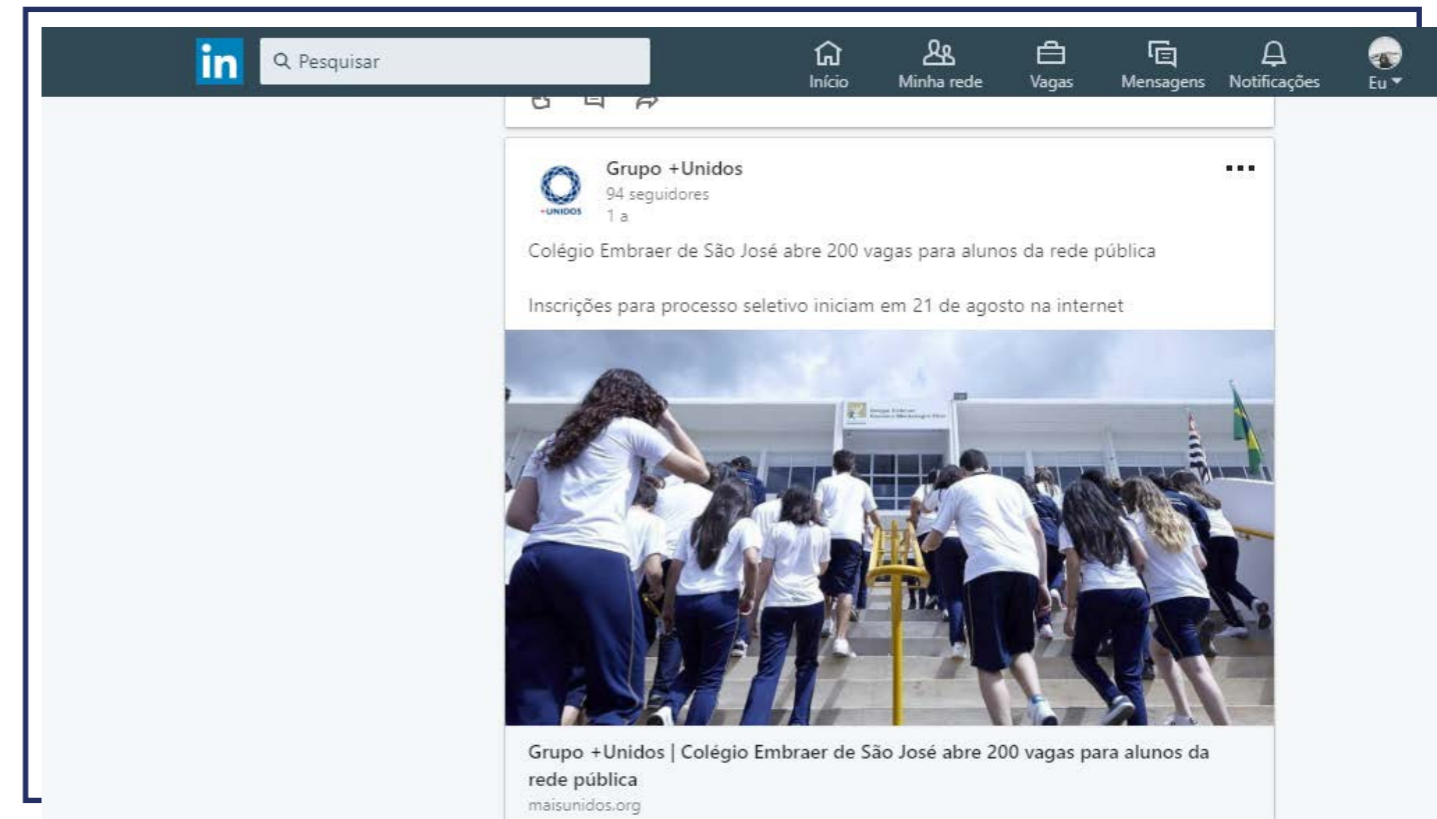 in
Pesquisar
Início
Minha rede
Vagas
Mensagens
Notificações
Eu
Grupo +Unidos
94 seguidores
1 a
+UNIDOS
Colégio Embraer de São José abre 200 vagas para alunos da rede pública
Inscrições para processo seletivo iniciam em 21 de agosto na internet
Grupo +Unidos | Colégio Embraer de São José abre 200 vagas para alunos da
rede pública
maisunidos.org